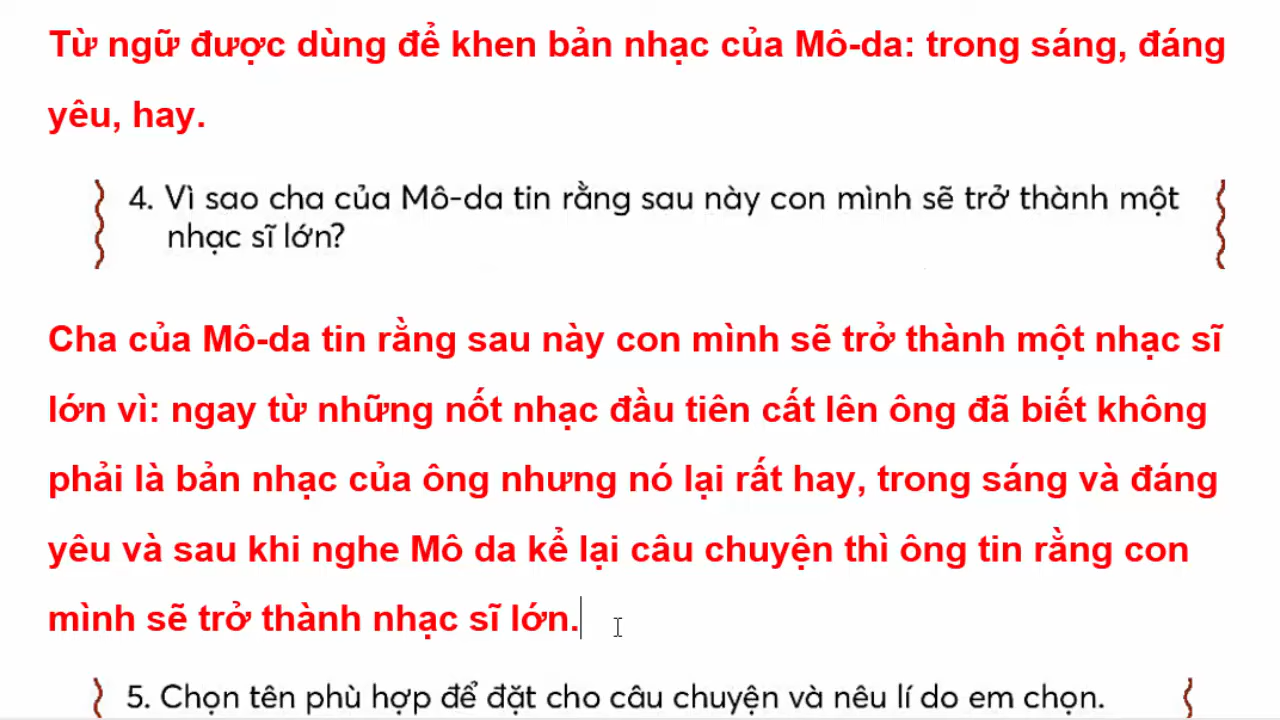 Từ ngữ được dùng để khen bản nhạc của Mô-da: trong sáng, đáng
yêu, hay.
4. Vì sao cha của Mô-da tin rằng sau này con mình sẽ trở thành một
nhạc sĩ lớn?
Cha của Mô-da tin rằng sau này con mình sẽ trở thành một nhạc sĩ
lớn vì: ngay từ những nốt nhạc đầu tiên cất lên ông đã biết không
phải là bản nhạc của ông nhưng nó lại rất hay, trong sáng và đáng
yêu và sau khi nghe Mô da kể lại câu chuyện thì ông tin rằng con
mình sẽ trở thành nhạc sĩ lớn.
5. Chọn tên phù hợp để đặt cho câu chuyện và nêu lí do em chọn.